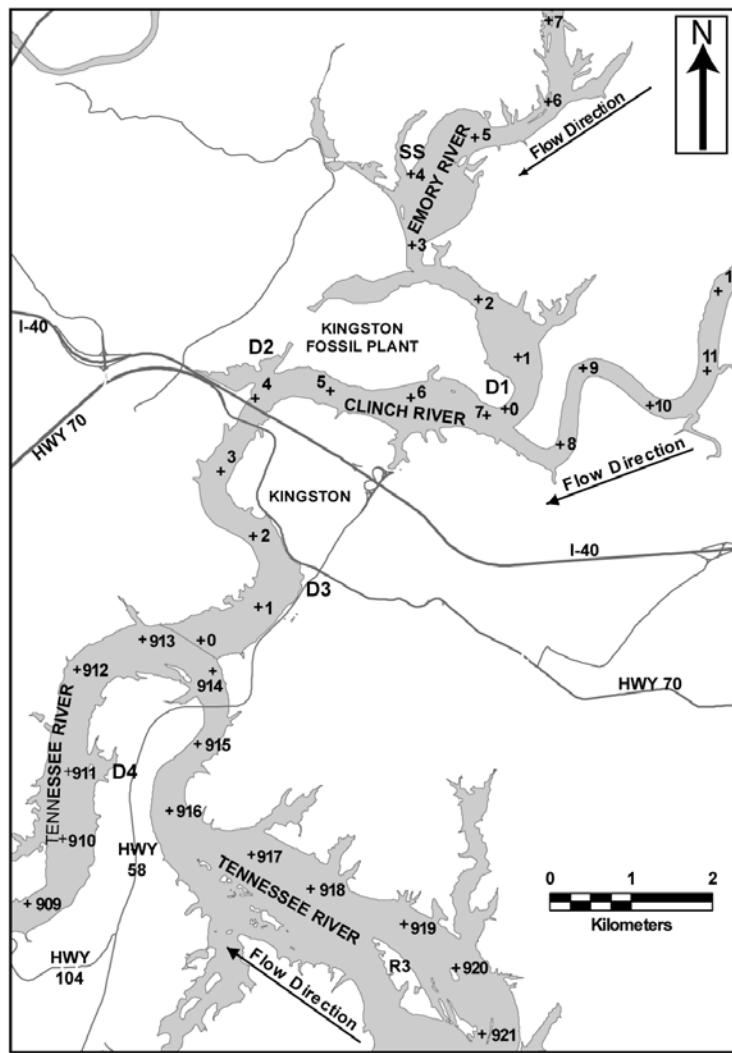 N
+7
+6
+5
Flow Direction
SS
+4
EMORY RIVER
+3
+2
1
KINGSTON
FOSSIL PLANT
I-40
D2
+1
11
+9
D1
4
5
+6
+0
7+
+10
CLINCH RIVER
HWY 70
+8
3
Flow Direction
KINGSTON
+2
I-40
D3
+1
+913
+0
+912
914
HWY 70
TENNESSEE RIVER
+915
+911
D4
+916
+910
HWY
58
+917
TENNESSEE RIVER
+918
0 1 2
Kilometers
+909
+919
HWY
104
Flow Direction
R3
+920
+921